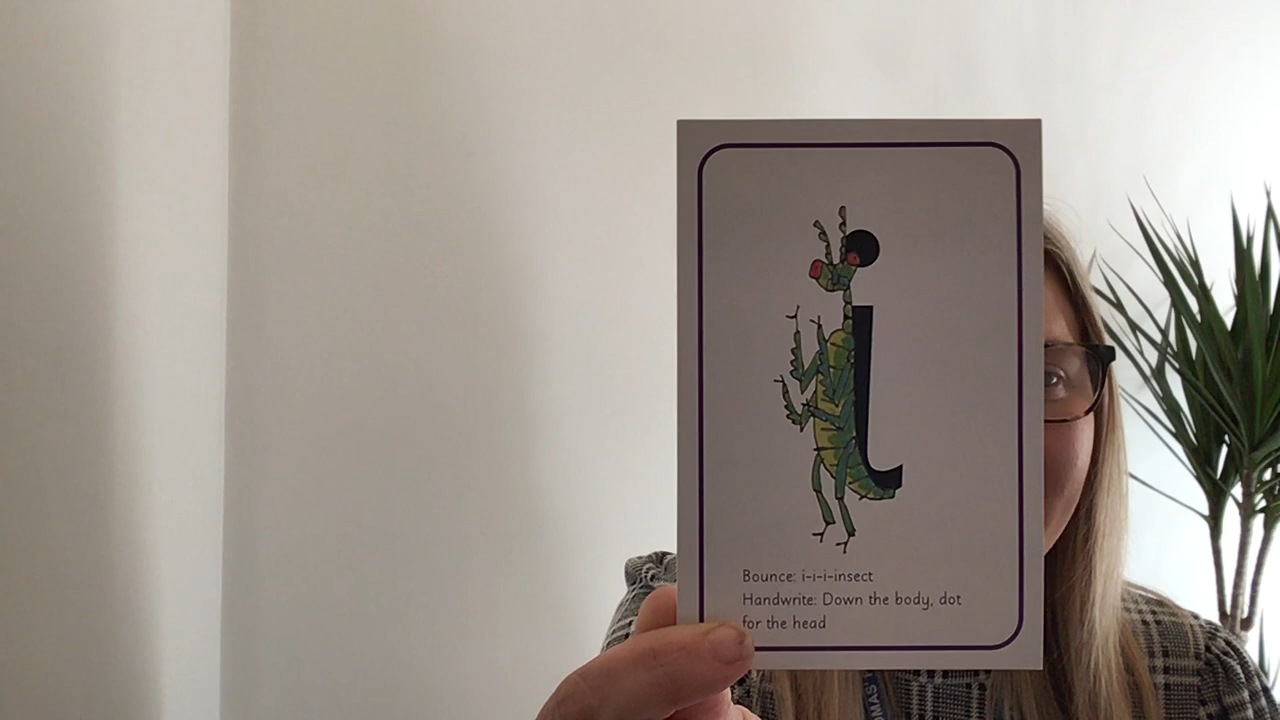 i
Bounce: i-i-i-insect
Handwrite: Down the body, dot
for the head